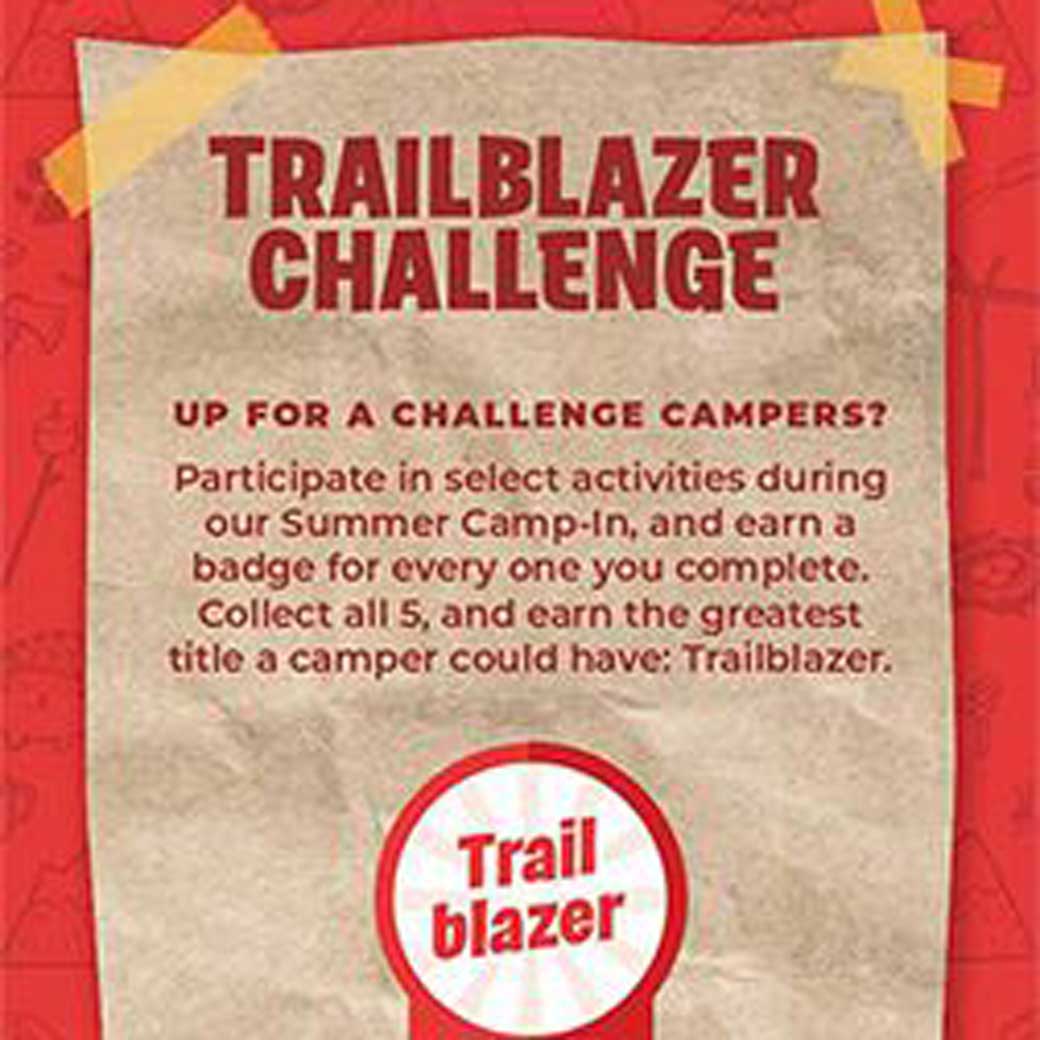 TRAILBLAZER
CHALLENGE
UP FOR A CHALLENGE CAMPERS?
Participate in select activities during
our Summer Camp-In, and earn a
badge for every one you complete.
Collect all 5, and earn the greatest
title a camper could have: Trailblazer.
Trail
blazer